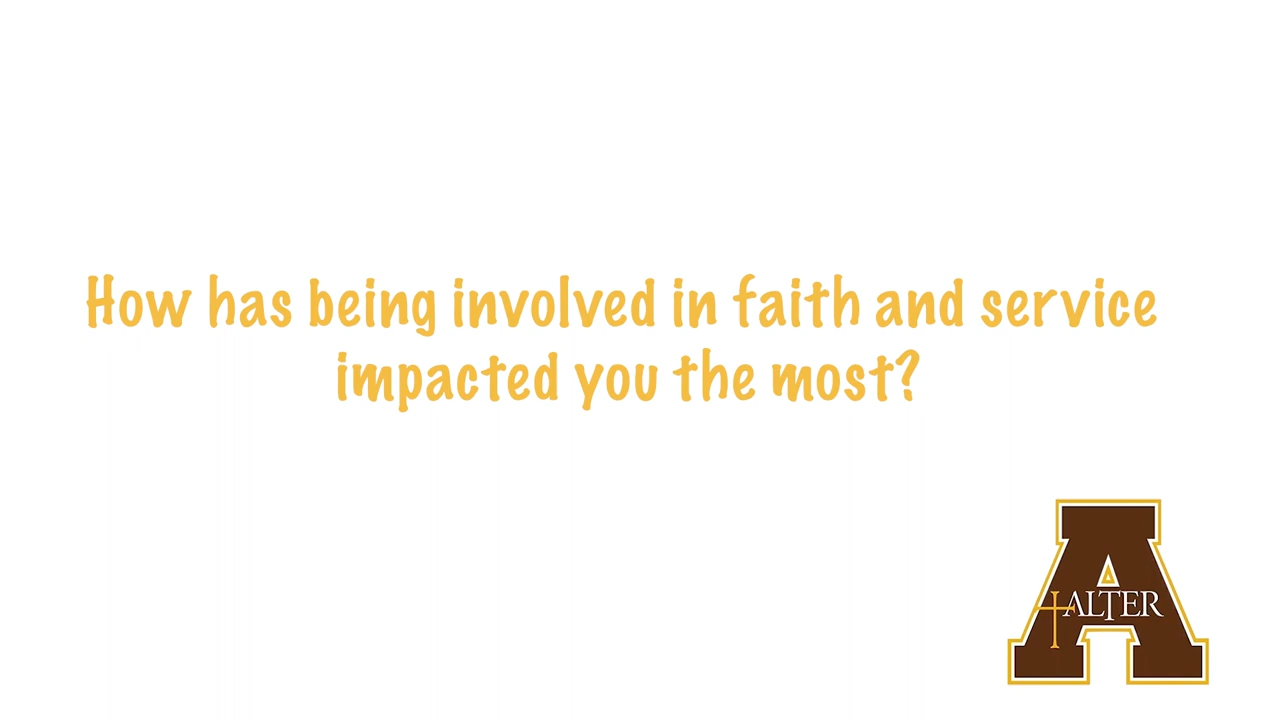 How has being involved in faith and service
impacted you the most?
ALTER